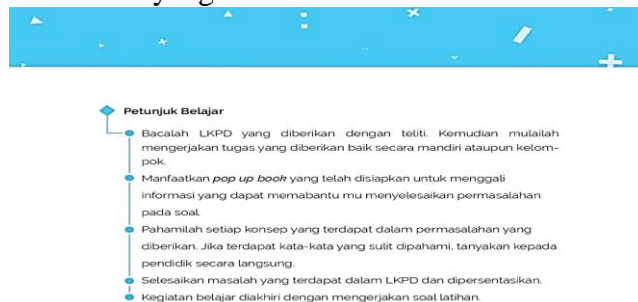 Petunjuk Belajar
Bacalah LKPD yang diberikan dengan teliti. Kemudian mulailah
mengerjakan tugas yang diberikan baik secara mandiri ataupun kelom-
pok.
Manfaatkan pop up book yang telah disiapkan untuk menggali
informasi yang dapat memabantu mu menyelesaikan permasalahan
pada soal.
Pahamilah setiap konsep yang terdapat dalam permasalahan yang
diberikan. Jika terdapat kata-kata yang sulit dipahami, tanyakan kepada
pendidik secara langsung.
Selesaikan masalah yang terdapat dalam LKPD dan dipersentasikan.
Kegiatan belajar diakhiri dengan mengerjakan soal latihan.